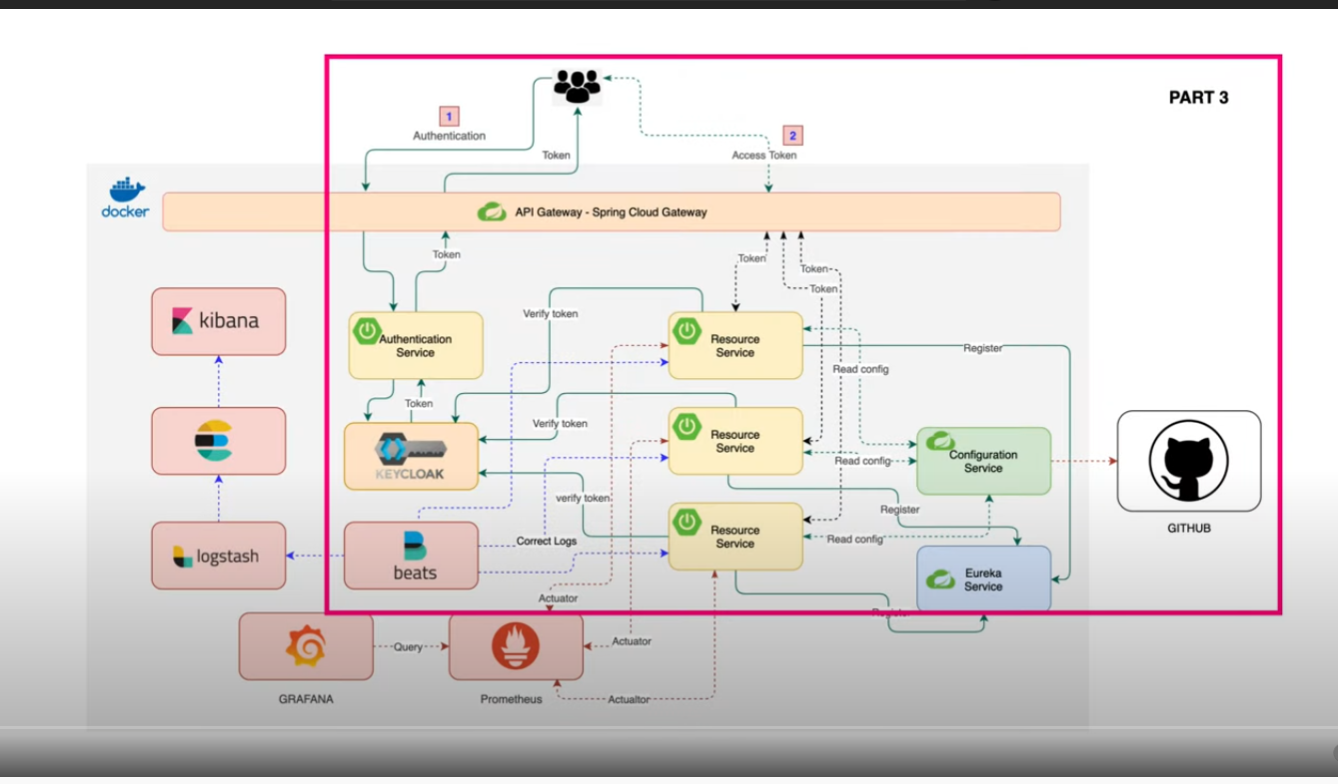 PART 3
1
Authentication
2
Token
Access Token
docker
API Gateway - Spring Cloud Gateway
Token
Token
Token
Token
kibana
Verify token
Authentication
Service
Resource
Service
Register
Read config
Token
Verify token
Resource
Service
KEYCLOAK
Read config
Configuration
Service
verify token
Register
GITHUB
Resource
Service
Correct Logs
Read config
logstash
beats
Eureka
Service
Actuator
Register
Query
Actuator
GRAFANA
Prometheus
Actualtor